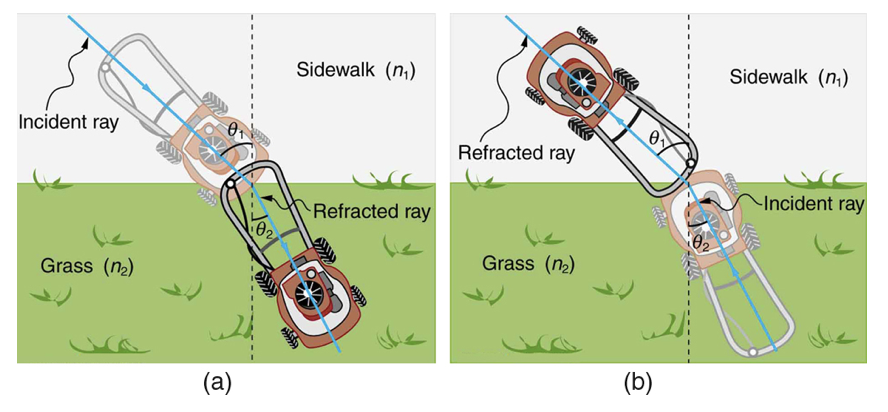 Sidewalk (n₁)
Incident ray
θ₁
Refracted ray
θ₂
Grass (n₂)
(a)
Sidewalk (n₁)
θ₁
Refracted ray
Incident ray
θ₂
Grass (n₂)
(b)